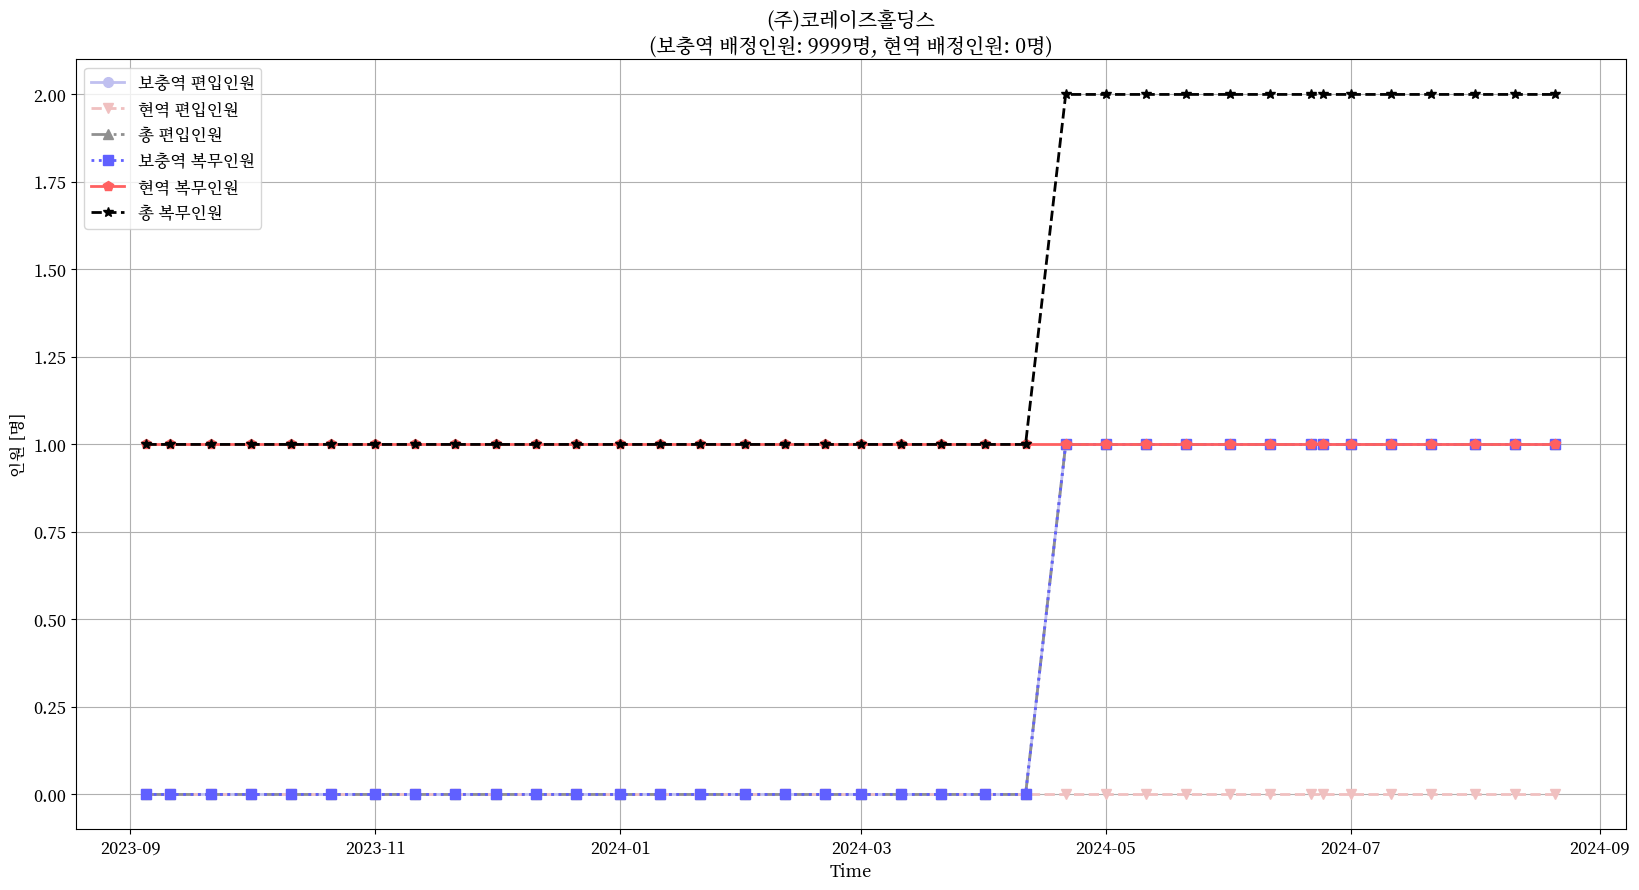 (주)코레이즈홀딩스
(보충역 배정인원: 9999명, 현역 배정인원: 0명)
보충역 편입인원
현역 편입인원
총 편입인원
보충역 복무인원
현역 복무인원
총 복무인원
2.00
1.75
1.50
1.25
1.00
0.75
0.50
0.25
0.00
인원 [명]
2023-09
2023-11
2024-01
2024-03
2024-05
2024-07
2024-09
Time